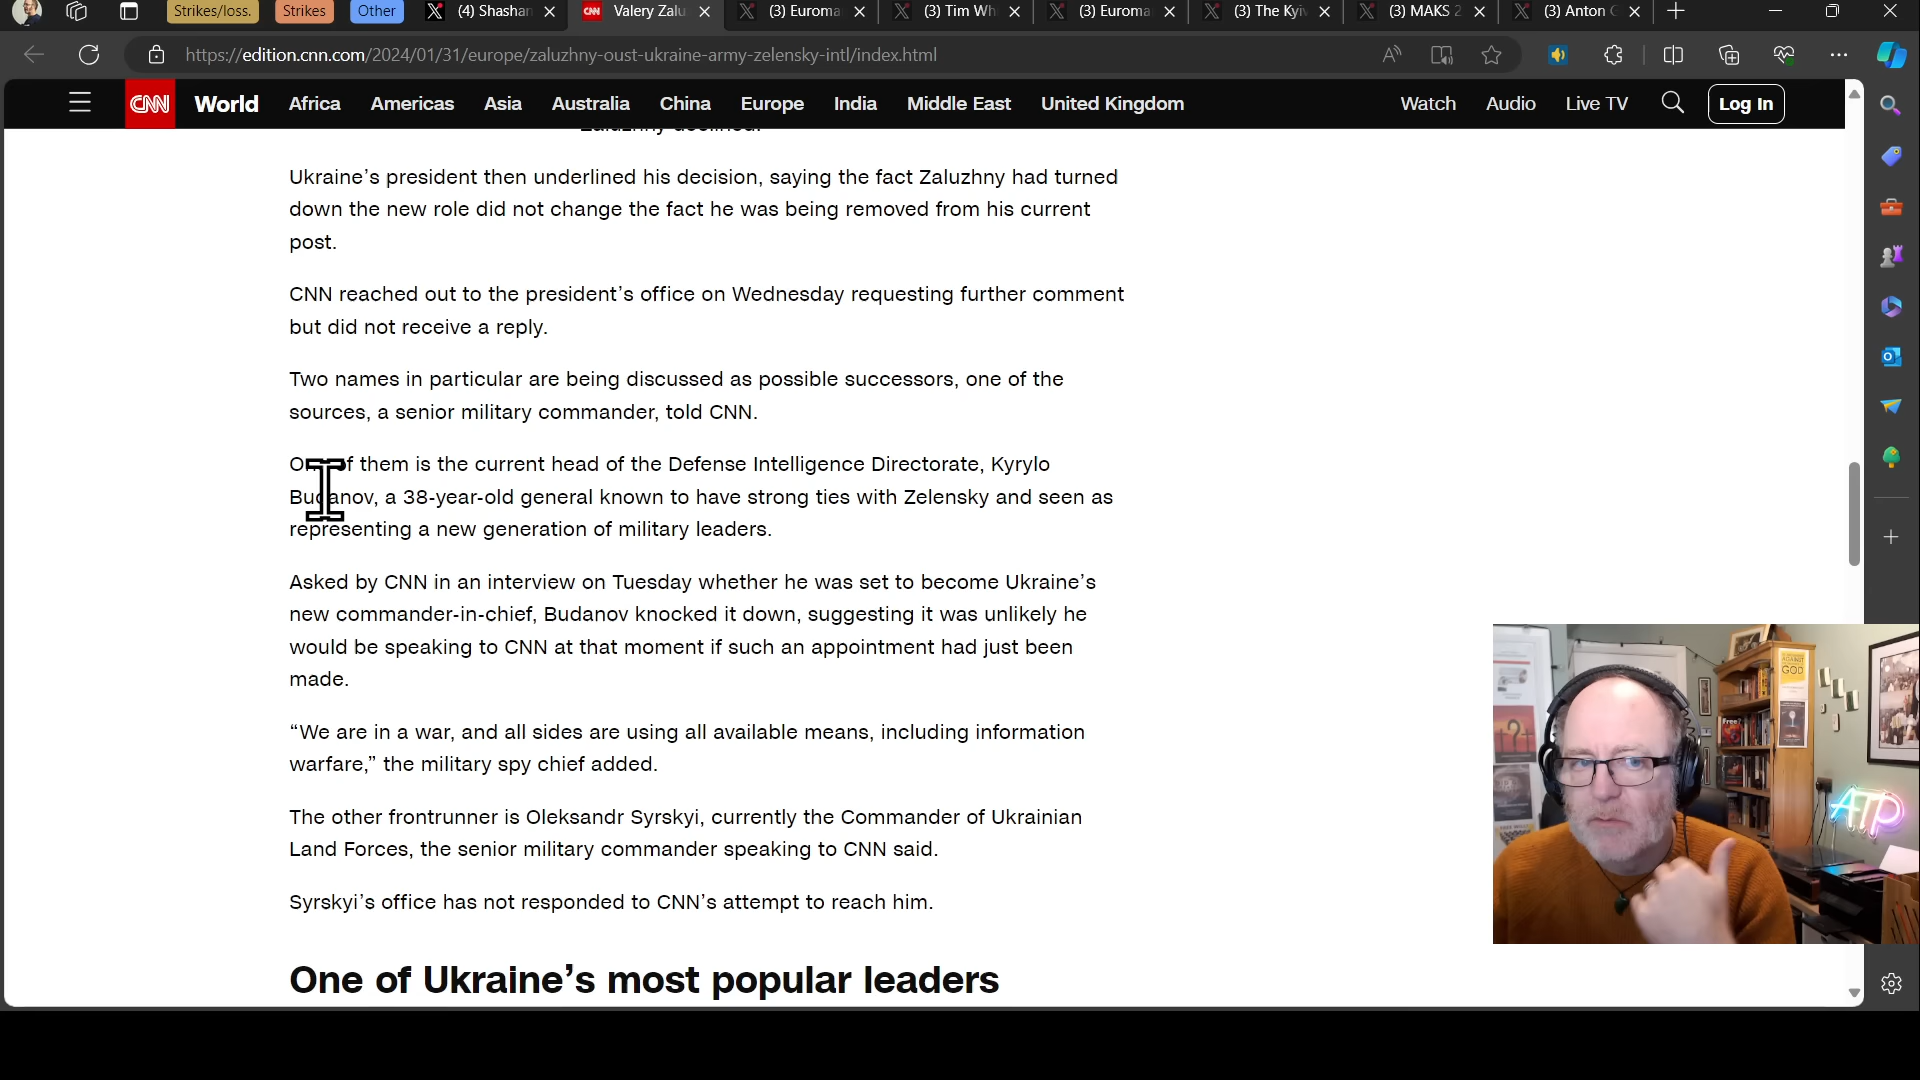 Strikes/loss.
Strikes
Other
(4) Shashan
Valery Zalu
(3) Euroma
(3) Tim Wh
(3) Euroma
(3) The Kyiv
(3) MAKS 2
(3) Anton G
https://edition.cnn.com/2024/01/31/europe/zaluzhny-oust-ukraine-army-zelensky-intl/index.html
CNN World Africa Americas Asia Australia China Europe India Middle East United Kingdom Watch Audio Live TV Log In
Zaluzhny declined.
Ukraine’s president then underlined his decision, saying the fact Zaluzhny had turned
down the new role did not change the fact he was being removed from his current
post.
CNN reached out to the president’s office on Wednesday requesting further comment
but did not receive a reply.
Two names in particular are being discussed as possible successors, one of the
sources, a senior military commander, told CNN.
One of them is the current head of the Defense Intelligence Directorate, Kyrylo
Budanov, a 38-year-old general known to have strong ties with Zelensky and seen as
representing a new generation of military leaders.
Asked by CNN in an interview on Tuesday whether he was set to become Ukraine’s
new commander-in-chief, Budanov knocked it down, suggesting it was unlikely he
would be speaking to CNN at that moment if such an appointment had just been
made.
“We are in a war, and all sides are using all available means, including information
warfare,” the military spy chief added.
The other frontrunner is Oleksandr Syrskyi, currently the Commander of Ukrainian
Land Forces, the senior military commander speaking to CNN said.
Syrskyi’s office has not responded to CNN’s attempt to reach him.
One of Ukraine’s most popular leaders
AGAINST
GOD
Free?
ATP